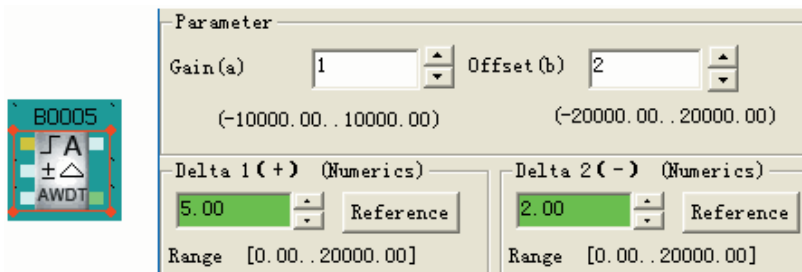 B0005
A
±△
AWDT
Parameter
Gain(a) 1 Offset(b) 2
(-10000.00..10000.00) (-20000.00..20000.00)
Delta 1(+) (Numerics) Delta 2(-) (Numerics)
5.00 Reference 2.00 Reference
Range [0.00..20000.00] Range [0.00..20000.00]